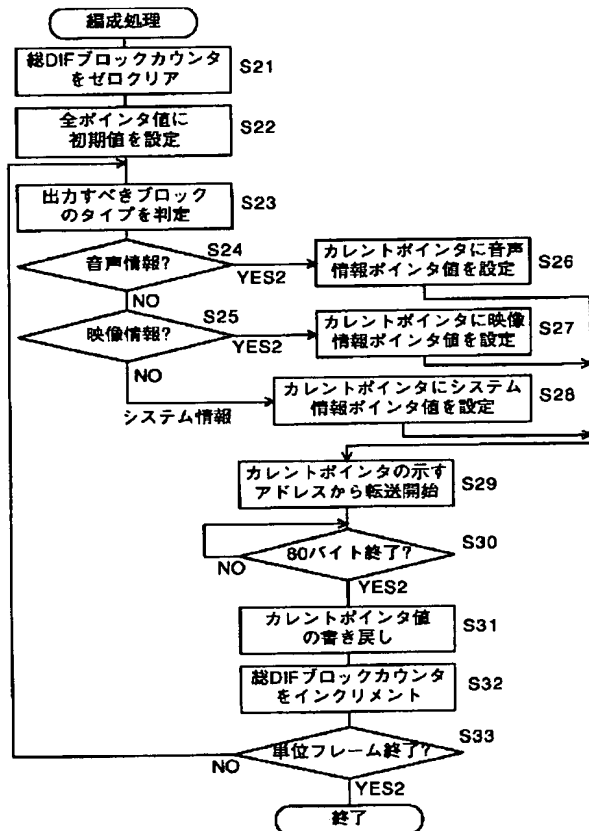 編成処理
総DIFブロックカウンタ
をゼロクリア
S21
全ポインタ値に
初期値を設定
S22
出力すべきブロック
のタイプを判定
S23
音声情報?
S24
YES2
NO
カレントポインタに音声
情報ポインタ値を設定
S26
映像情報?
S25
YES2
NO
カレントポインタに映像
情報ポインタ値を設定
S27
システム情報
カレントポインタにシステム
情報ポインタ値を設定
S28
カレントポインタの示す
アドレスから転送開始
S29
80バイト終了?
S30
NO
YES2
カレントポインタ値
の書き戻し
S31
総DIFブロックカウンタ
をインクリメント
S32
単位フレーム終了?
S33
NO
YES2
終了